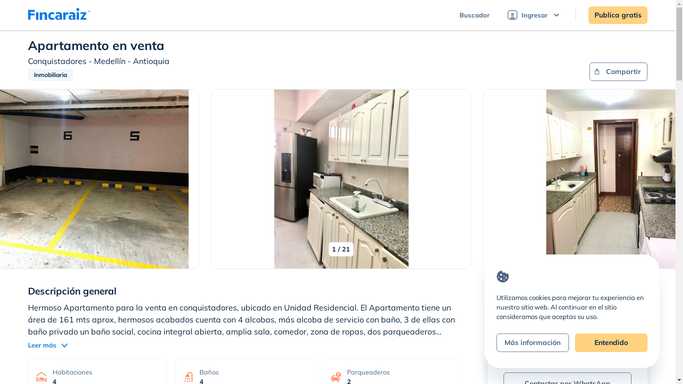 Fincaraiz
Buscador
Ingresar
Publica gratis
Apartamento en venta
Conquistadores - Medellín - Antioquia
Inmobiliaria
Compartir
6 5
1 / 21
Descripción general
Hermoso Apartamento para la venta en conquistadores, ubicado en Unidad Residencial. El Apartamento tiene un
área de 161 mts aprox, hermosos acabados cuenta con 4 alcobas, más alcoba de servicio con baño, 3 de ellas con
baño privado un baño social, cocina integral abierta, amplia sala, comedor, zona de ropas, dos parqueaderos...
Leer más
Habitaciones
4
Baños
4
Parqueaderos
2
Utilizamos cookies para mejorar tu experiencia en
nuestro sitio web. Al continuar en el sitio
consideramos que aceptas su uso.
Más información
Entendido
Contactar por WhatsApp